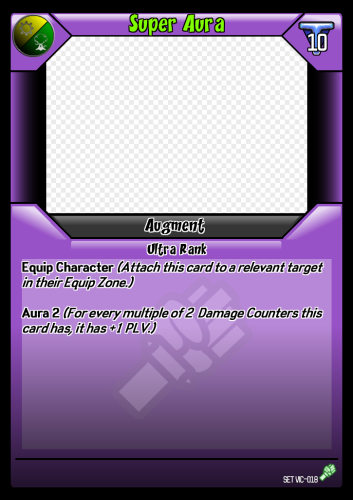 Super Aura
10
Augment
Ultra Rank
Equip Character (Attach this card to a relevant target
in their Equip Zone.)
Aura 2 (For every multiple of 2 Damage Counters this
card has, it has +1 PLV.)
SET VIC-018